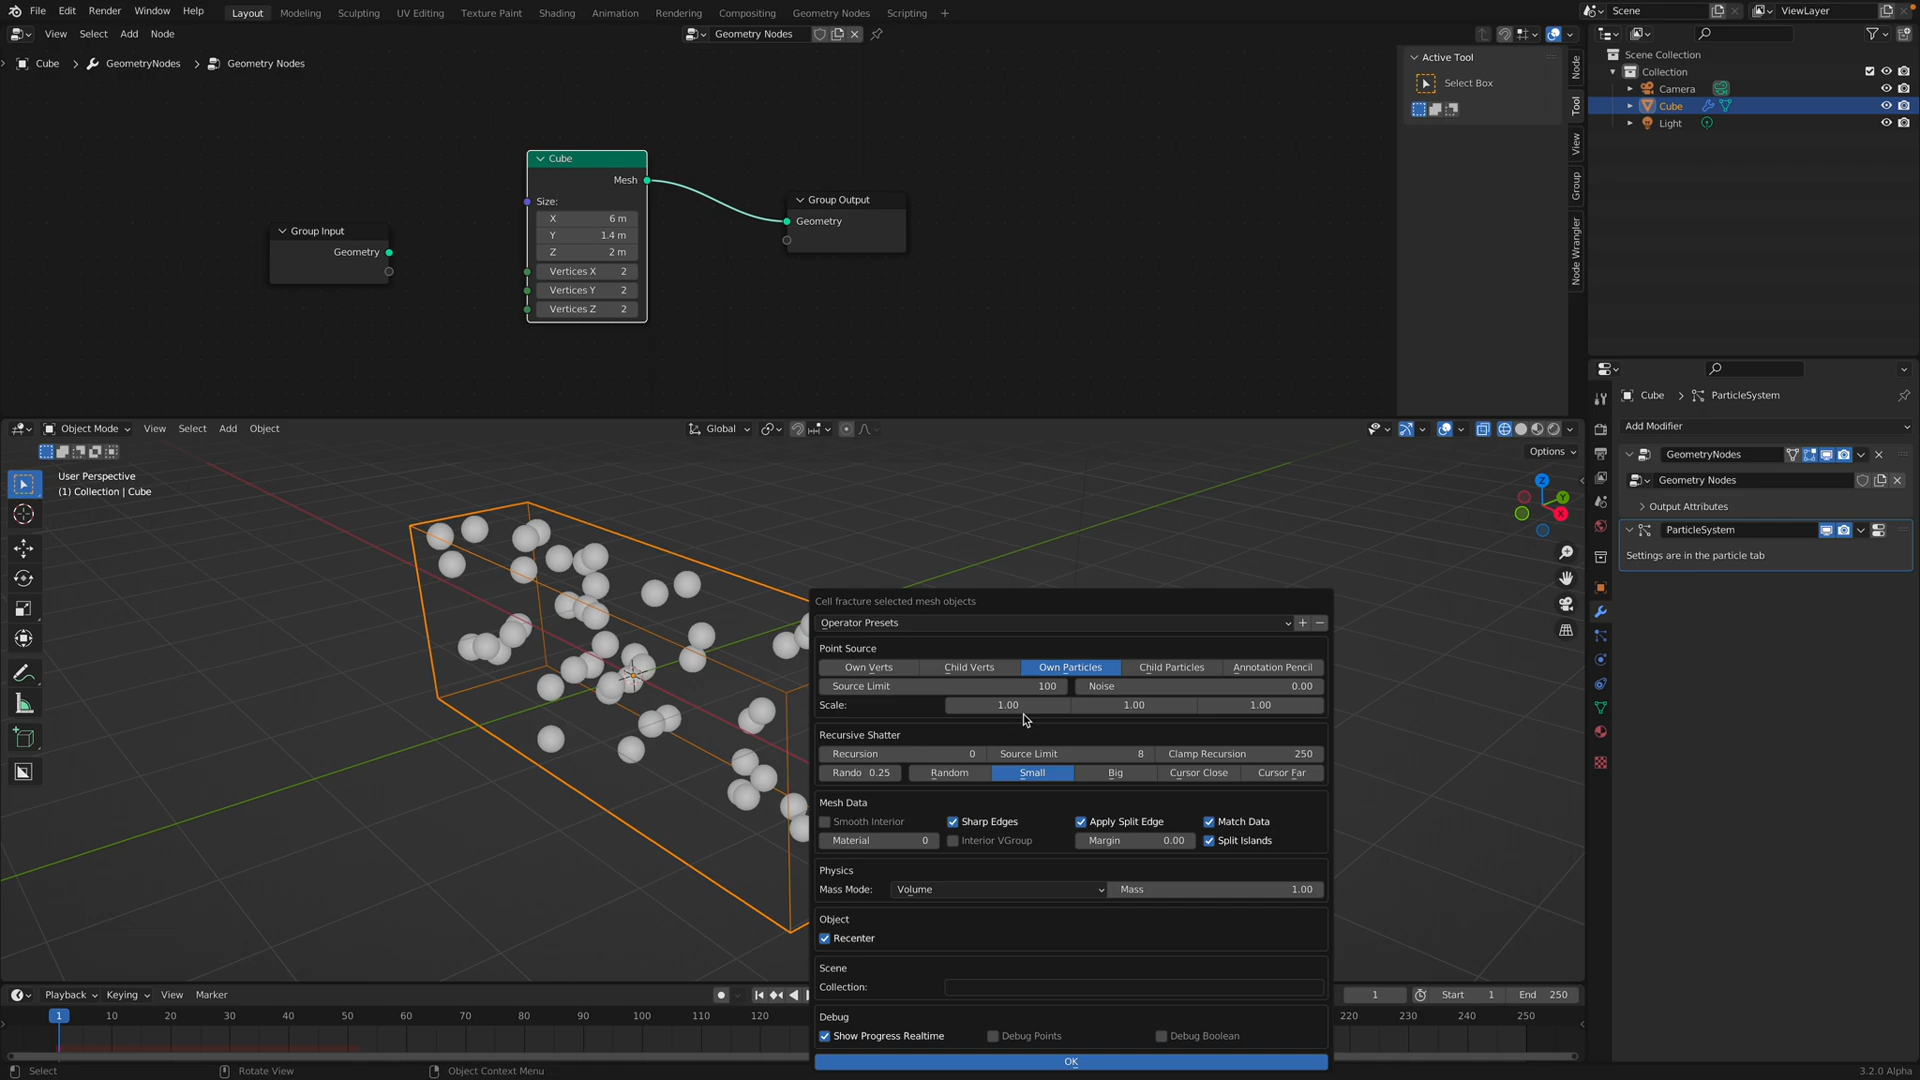 File Edit Render Window Help Layout Modeling Sculpting UV Editing Texture Paint Shading Animation Rendering Compositing Geometry Nodes Scripting + Scene ViewLayer
View Select Add Node Geometry Nodes
Cube > GeometryNodes > Geometry Nodes
Active Tool
Select Box
Node
Tool
View
Group
Node Wrangler
Scene Collection
Collection
Camera
Cube
Light
Cube
Mesh
Size:
X 6 m
Y 1.4 m
Z 2 m
Vertices X 2
Vertices Y 2
Vertices Z 2
Group Input
Geometry
Group Output
Geometry
Cube > ParticleSystem
Add Modifier
GeometryNodes
Geometry Nodes
Output Attributes
ParticleSystem
Settings are in the particle tab
Object Mode View Select Add Object Global
Options
User Perspective
(1) Collection | Cube
Z
Y
X
Cell fracture selected mesh objects
Operator Presets
Point Source
Own Verts Child Verts Own Particles Child Particles Annotation Pencil
Source Limit 100 Noise 0.00
Scale: 1.00 1.00 1.00
Recursive Shatter
Recursion 0 Source Limit 8 Clamp Recursion 250
Rando 0.25 Random Small Big Cursor Close Cursor Far
Mesh Data
Smooth Interior Sharp Edges Apply Split Edge Match Data
Material 0 Interior VGroup Margin 0.00 Split Islands
Physics
Mass Mode: Volume Mass 1.00
Object
Recenter
Scene
Collection:
Debug
Show Progress Realtime Debug Points Debug Boolean
OK
Playback Keying View Marker 1 Start 1 End 250
1 10 20 30 40 50 60 70 80 90 100 110 120 220 230 240 250
Select Rotate View Object Context Menu 3.2.0 Alpha